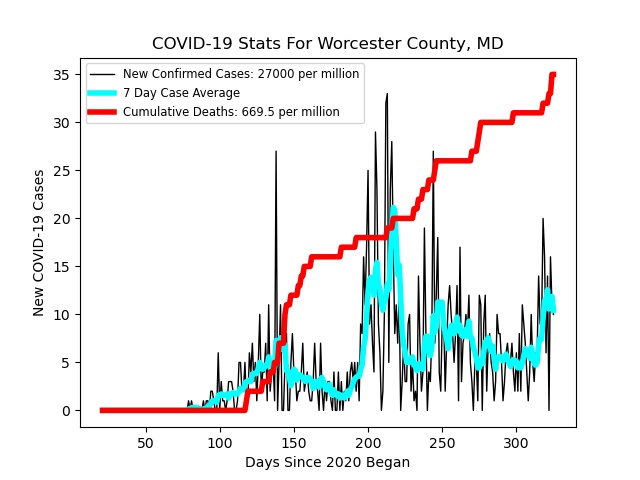 COVID-19 Stats For Worcester County, MD
New Confirmed Cases: 27000 per million
7 Day Case Average
Cumulative Deaths: 669.5 per million
New COVID-19 Cases
35
30
25
20
15
10
5
0
50 100 150 200 250 300
Days Since 2020 Began